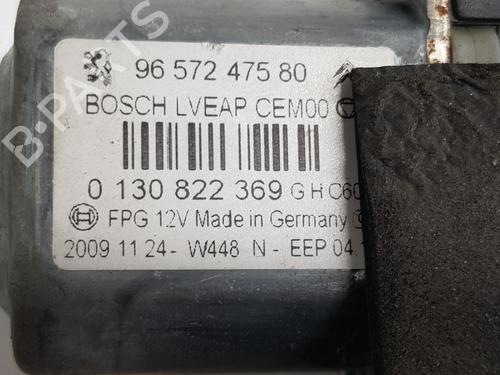 96 572 475 80
BOSCH LVEAP CEM00
0 130 822 369 G H C60
FPG 12V Made in Germany
2009 11 24- W448 N - EEP 04.
B-PARTS